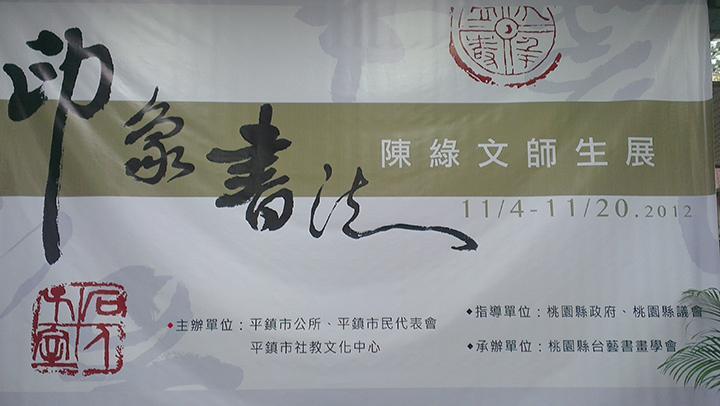 印象書法
陳綠文師生展
11/4-11/20.2012
主辦單位：平鎮市公所、平鎮市民代表會
平鎮市社教文化中心
指導單位：桃園縣政府、桃園縣議會
承辦單位：桃園縣台藝書畫學會